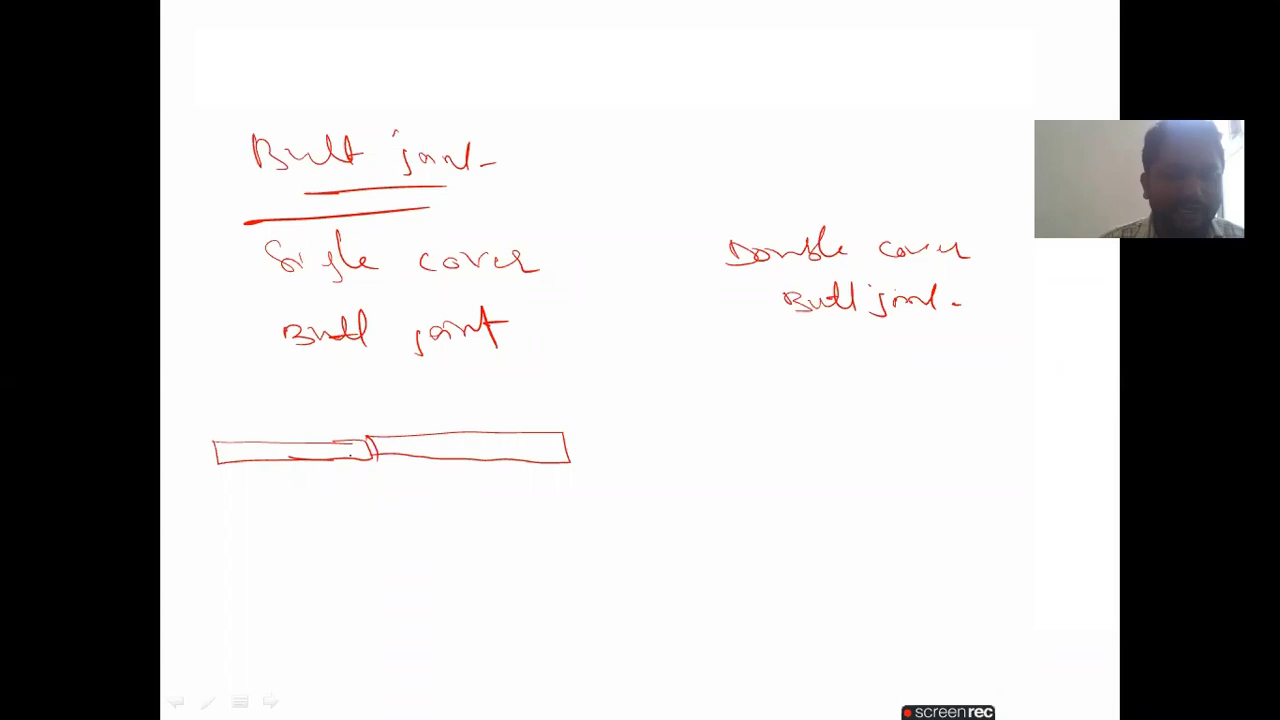 Butt joint-
Single cover
Butt joint
Double cover
Butt joint.
screenrec